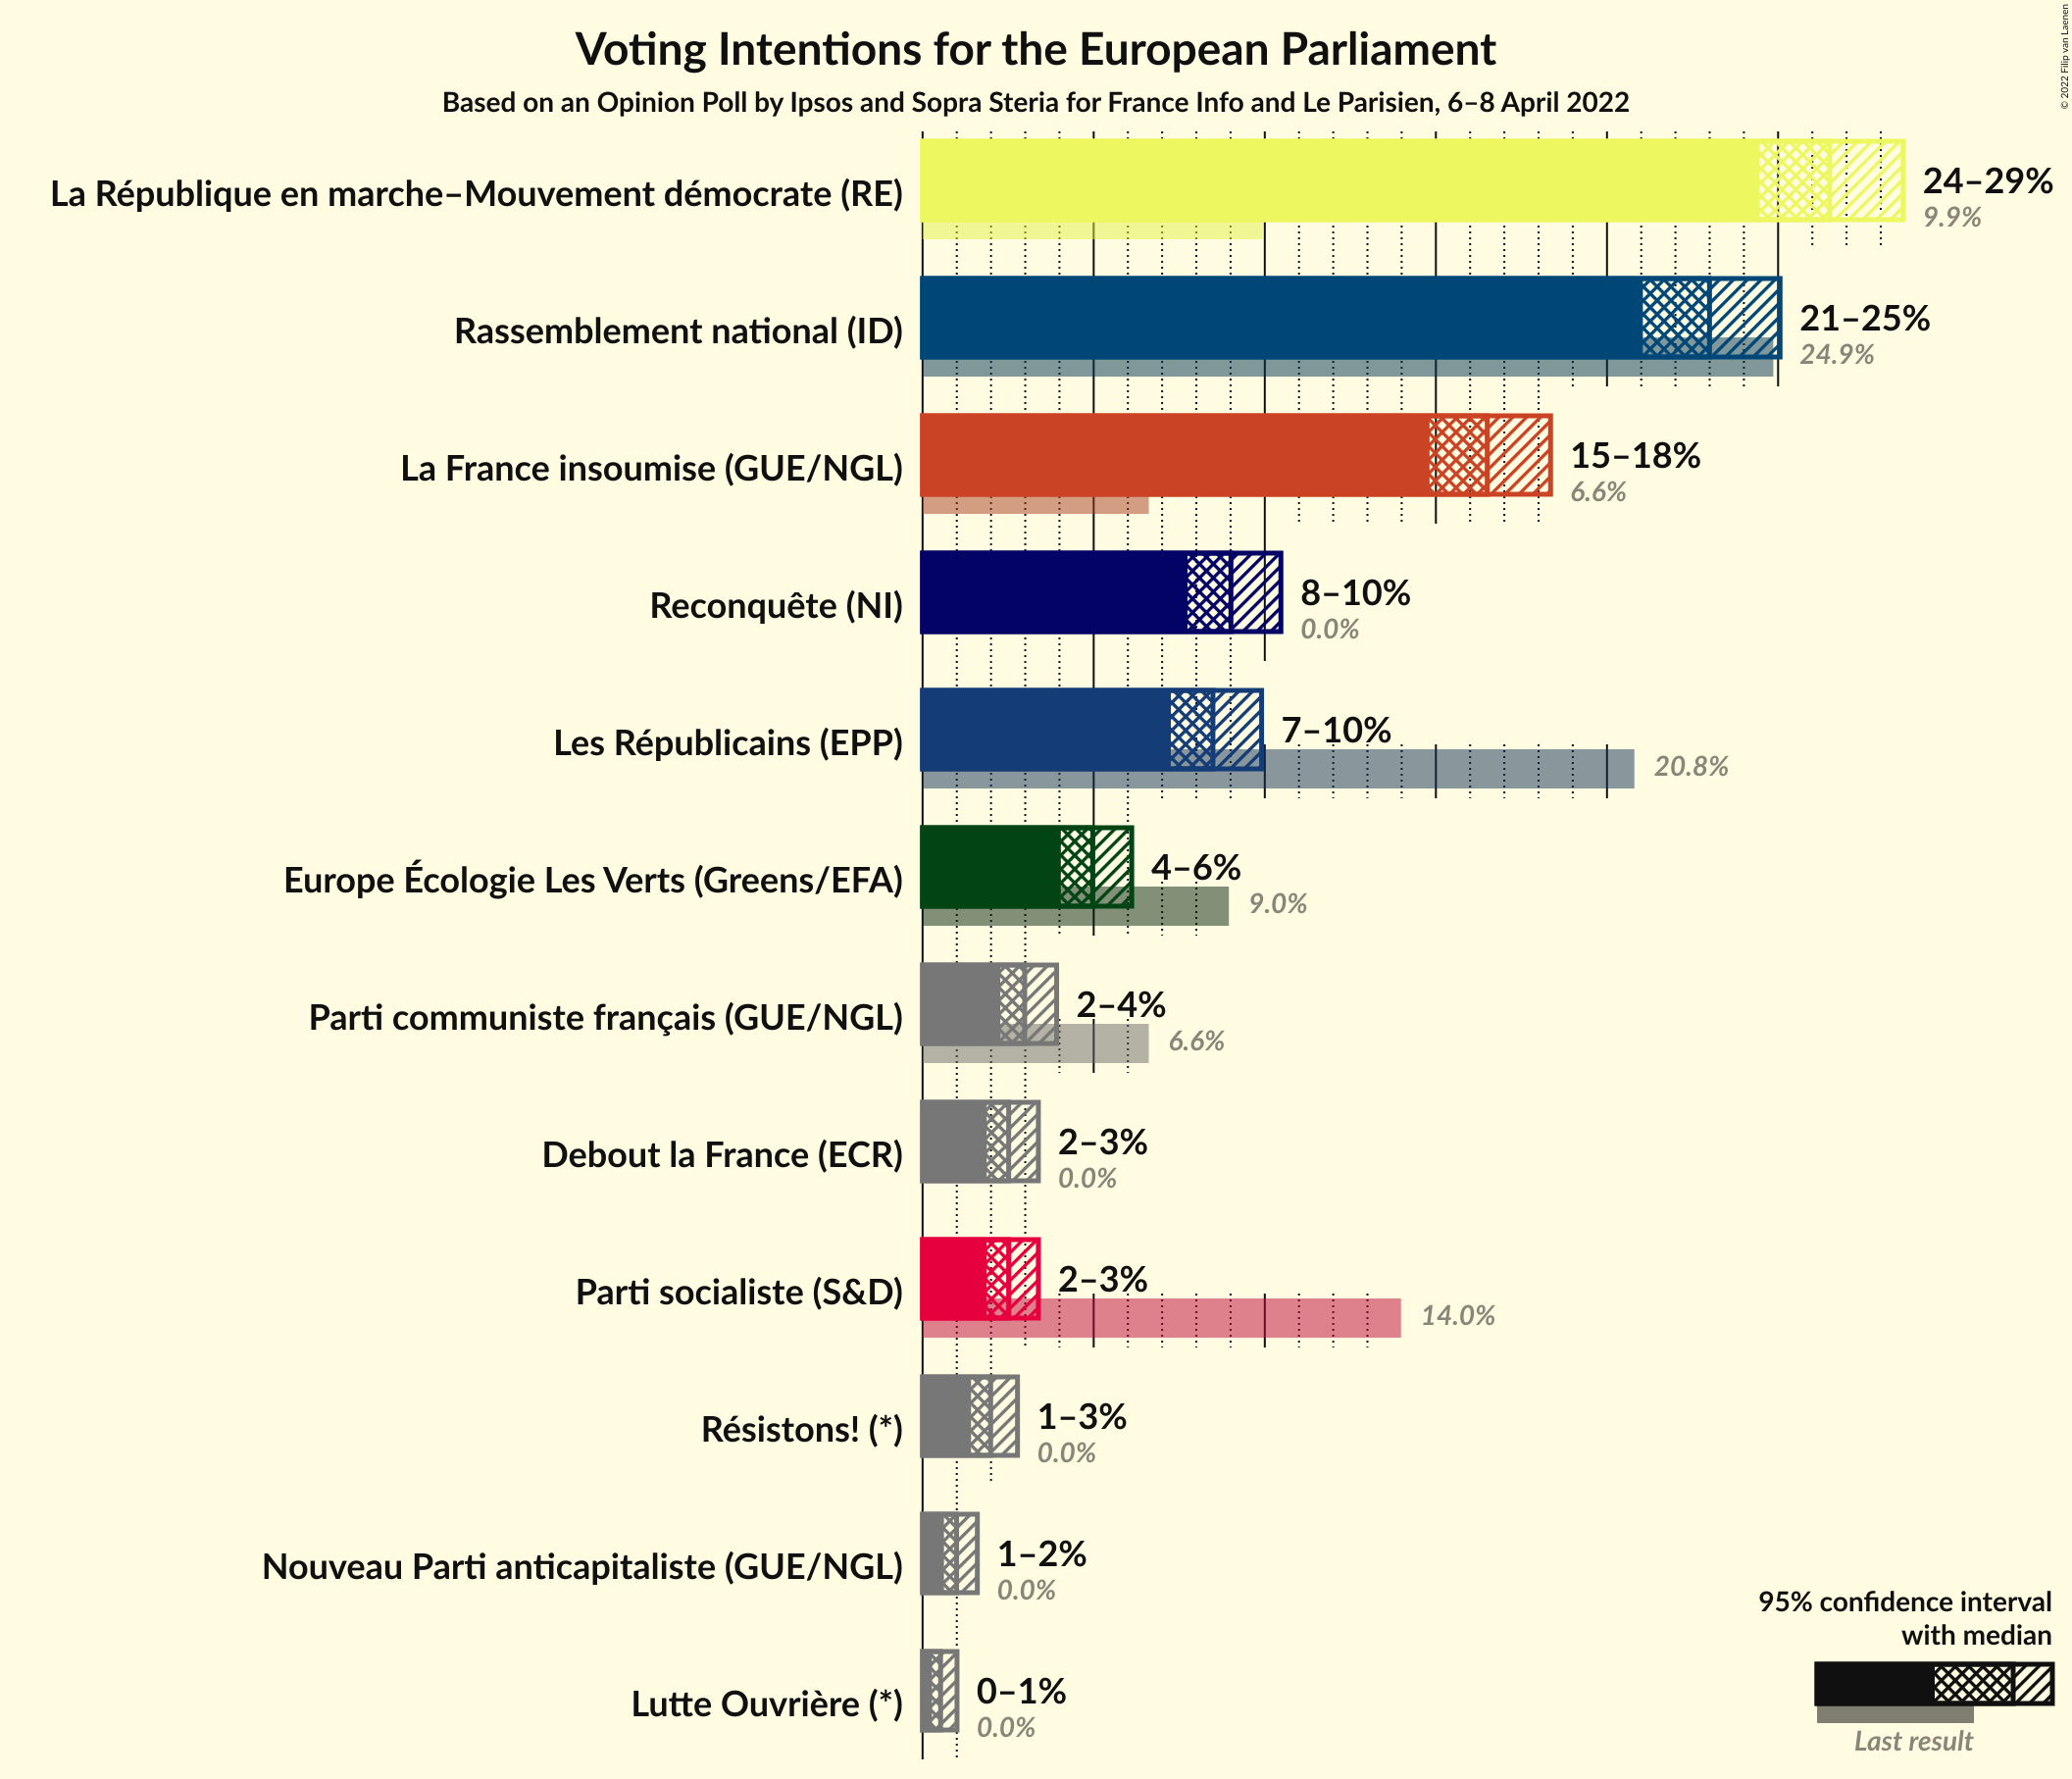 Voting Intentions for the European Parliament
Based on an Opinion Poll by Ipsos and Sopra Steria for France Info and Le Parisien, 6–8 April 2022
© 2022 Filip van Laenen
La République en marche–Mouvement démocrate (RE)
24–29%
9.9%
Rassemblement national (ID)
21–25%
24.9%
La France insoumise (GUE/NGL)
15–18%
6.6%
Reconquête (NI)
8–10%
0.0%
Les Républicains (EPP)
7–10%
20.8%
Europe Écologie Les Verts (Greens/EFA)
4–6%
9.0%
Parti communiste français (GUE/NGL)
2–4%
6.6%
Debout la France (ECR)
2–3%
0.0%
Parti socialiste (S&D)
2–3%
14.0%
Résistons! (*)
1–3%
0.0%
Nouveau Parti anticapitaliste (GUE/NGL)
1–2%
0.0%
Lutte Ouvrière (*)
0–1%
0.0%
95% confidence interval
with median
Last result